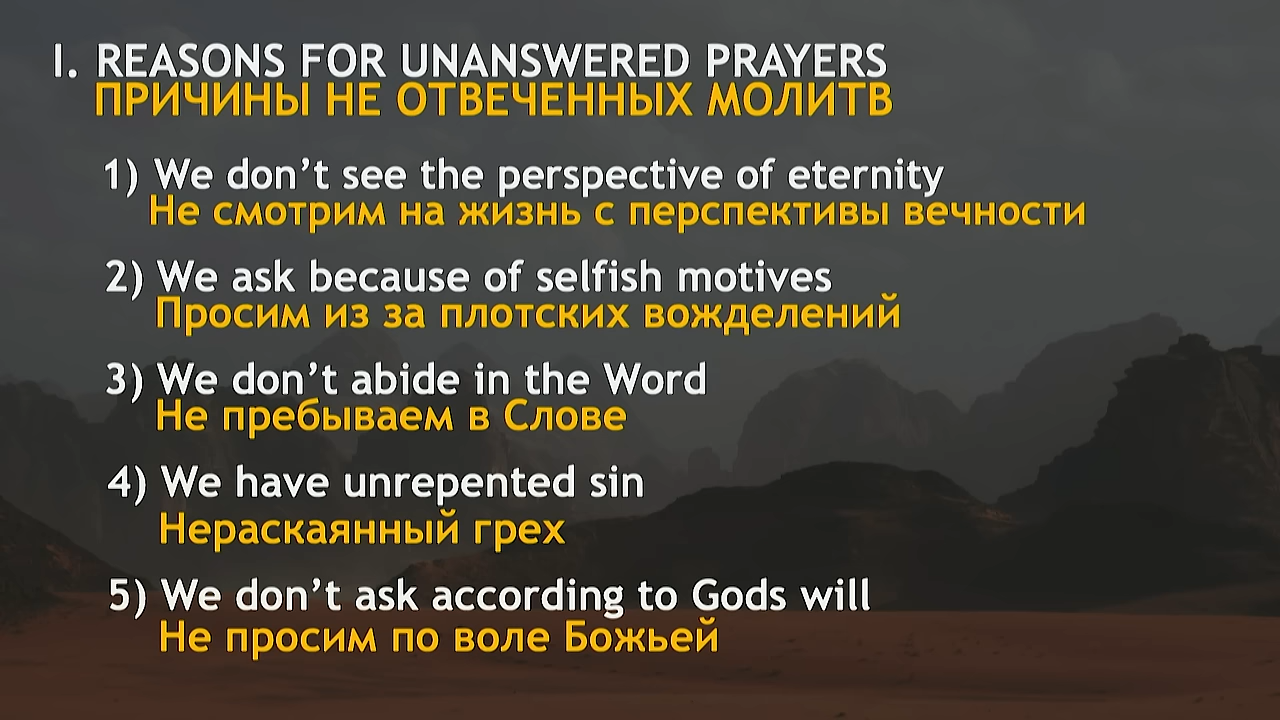 I. REASONS FOR UNANSWERED PRAYERS
ПРИЧИНЫ НЕ ОТВЕЧЕННЫХ МОЛИТВ
1) We don’t see the perspective of eternity
Не смотрим на жизнь с перспективы вечности
2) We ask because of selfish motives
Просим из за плотских вожделений
3) We don’t abide in the Word
Не пребываем в Слове
4) We have unrepented sin
Нераскаянный грех
5) We don’t ask according to Gods will
Не просим по воле Божьей